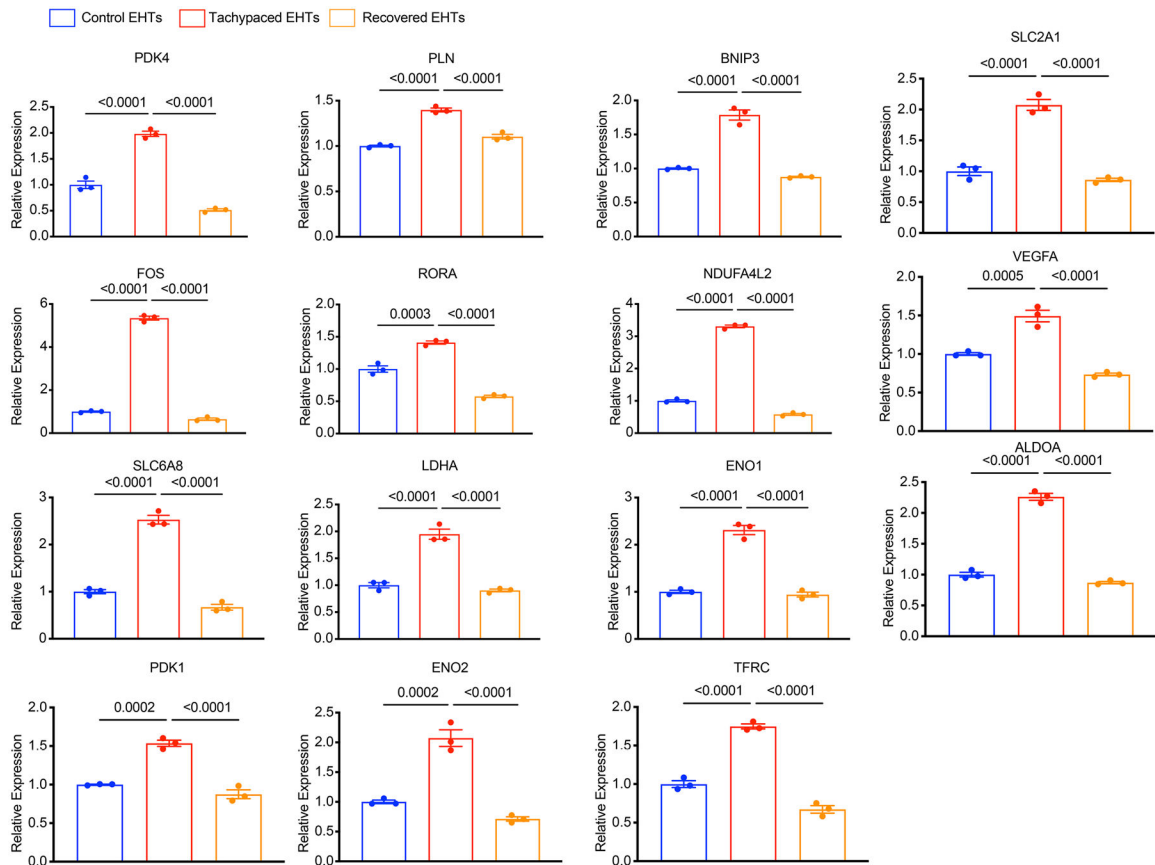 Control EHTs Tachypaced EHTs Recovered EHTs
PDK4
<0.0001 <0.0001
Relative Expression
2.5
2.0
1.5
1.0
0.5
0.0
PLN
<0.0001 <0.0001
Relative Expression
1.5
1.0
0.5
0.0
BNIP3
<0.0001 <0.0001
Relative Expression
2.0
1.5
1.0
0.5
0.0
SLC2A1
<0.0001 <0.0001
Relative Expression
2.5
2.0
1.5
1.0
0.5
0.0
FOS
<0.0001 <0.0001
Relative Expression
6
4
2
0
RORA
0.0003 <0.0001
Relative Expression
2.0
1.5
1.0
0.5
0.0
NDUFA4L2
<0.0001 <0.0001
Relative Expression
4
3
2
1
0
VEGFA
0.0005 <0.0001
Relative Expression
2.0
1.5
1.0
0.5
0.0
SLC6A8
<0.0001 <0.0001
Relative Expression
3
2
1
0
LDHA
<0.0001 <0.0001
Relative Expression
2.5
2.0
1.5
1.0
0.5
0.0
ENO1
<0.0001 <0.0001
Relative Expression
3
2
1
0
ALDOA
<0.0001 <0.0001
Relative Expression
2.5
2.0
1.5
1.0
0.5
0.0
PDK1
0.0002 <0.0001
Relative Expression
2.0
1.5
1.0
0.5
0.0
ENO2
0.0002 <0.0001
Relative Expression
2.5
2.0
1.5
1.0
0.5
0.0
TFRC
<0.0001 <0.0001
Relative Expression
2.0
1.5
1.0
0.5
0.0